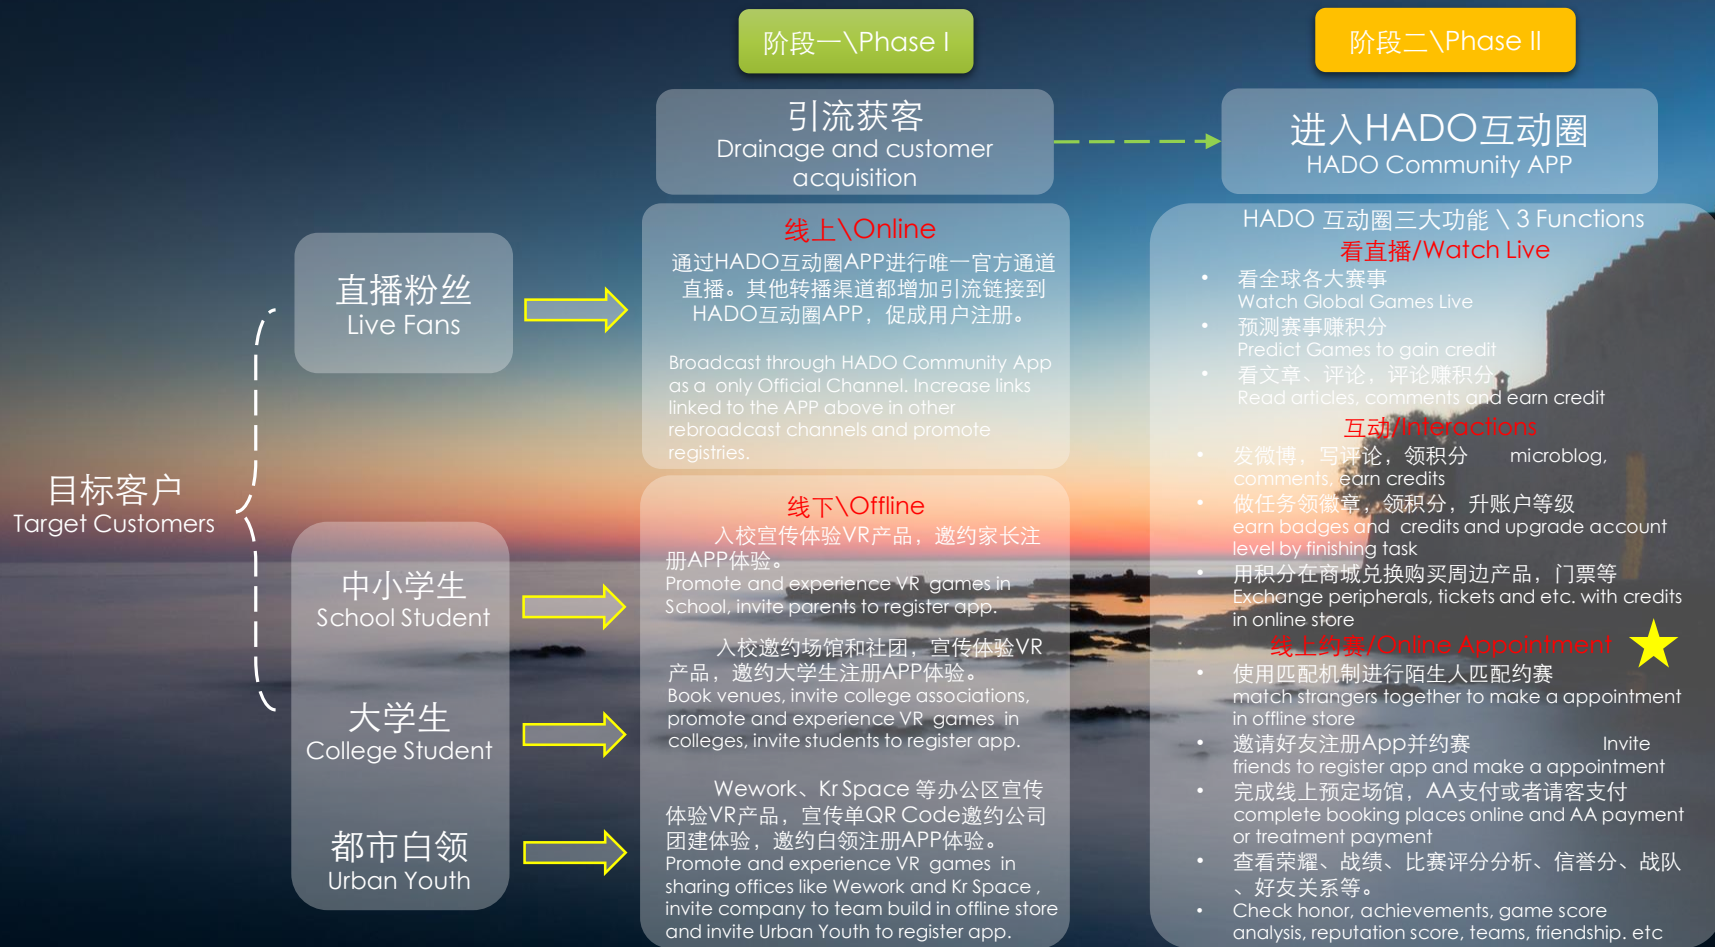 阶段一\Phase I
阶段二\Phase II
引流获客
Drainage and customer
acquisition
进入HADO互动圈
HADO Community APP
目标客户
Target Customers
直播粉丝
Live Fans
中小学生
School Student
大学生
College Student
都市白领
Urban Youth
线上\Online
通过HADO互动圈APP进行唯一官方通道
直播。其他转播渠道都增加引流链接到
HADO互动圈APP，促成用户注册。
Broadcast through HADO Community App
as a only Official Channel. Increase links
linked to the APP above in other
rebroadcast channels and promote
registries.
线下\Offline
入校宣传体验VR产品，邀约家长注
册APP体验。
Promote and experience VR games in
School, invite parents to register app.
入校邀约场馆和社团，宣传体验VR
产品，邀约大学生注册APP体验。
Book venues, invite college associations,
promote and experience VR games in
colleges, invite students to register app.
Wework、Kr Space 等办公区宣传
体验VR产品，宣传单QR Code邀约公司
团建体验，邀约白领注册APP体验。
Promote and experience VR games in
sharing offices like Wework and Kr Space ,
invite company to team build in offline store
and invite Urban Youth to register app.
HADO 互动圈三大功能 \ 3 Functions
看直播/Watch Live
• 看全球各大赛事
Watch Global Games Live
• 预测赛事赚积分
Predict Games to gain credit
• 看文章、评论，评论赚积分
Read articles, comments and earn credit
互动/Interactions
• 发微博，写评论，领积分 microblog,
comments, earn credits
• 做任务领徽章，领积分，升账户等级
earn badges and credits and upgrade account
level by finishing task
• 用积分在商城兑换购买周边产品，门票等
Exchange peripherals, tickets and etc. with credits
in online store
线上约赛/Online Appointment
• 使用匹配机制进行陌生人匹配约赛
match strangers together to make a appointment
in offline store
• 邀请好友注册App并约赛 Invite
friends to register app and make a appointment
• 完成线上预定场馆，AA支付或者请客支付
complete booking places online and AA payment
or treatment payment
• 查看荣耀、战绩、比赛评分分析、信誉分、战队
、好友关系等。
• Check honor, achievements, game score
analysis, reputation score, teams, friendship. etc